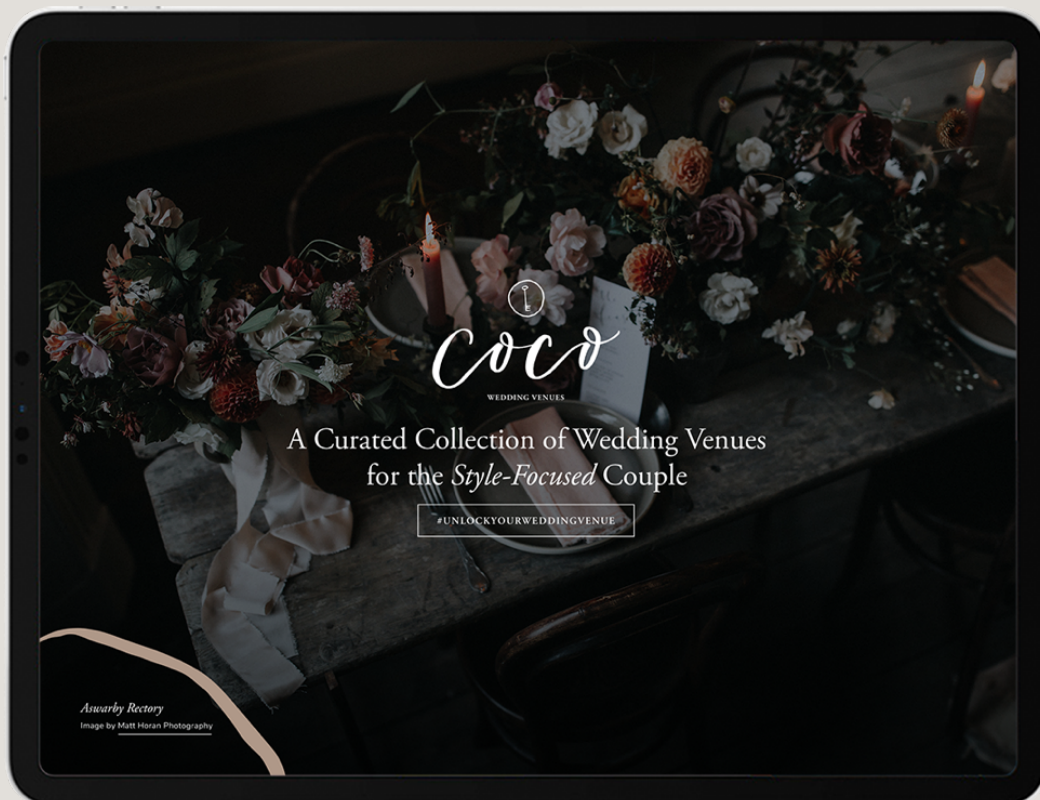 coco
WEDDING VENUES
A Curated Collection of Wedding Venues
for the Style-Focused Couple
#UNLOCKYOURWEDDINGVENUE
Aswarby Rectory
Image by Matt Horan Photography